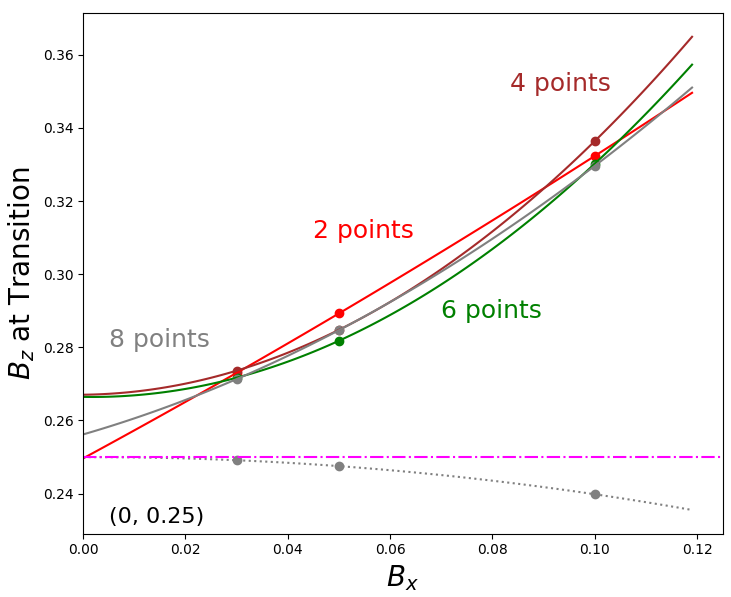 0.36
0.34
0.32
0.30
0.28
0.26
0.24
B_z at Transition
4 points
2 points
6 points
8 points
(0, 0.25)
0.00 0.02 0.04 0.06 0.08 0.10 0.12
B_x